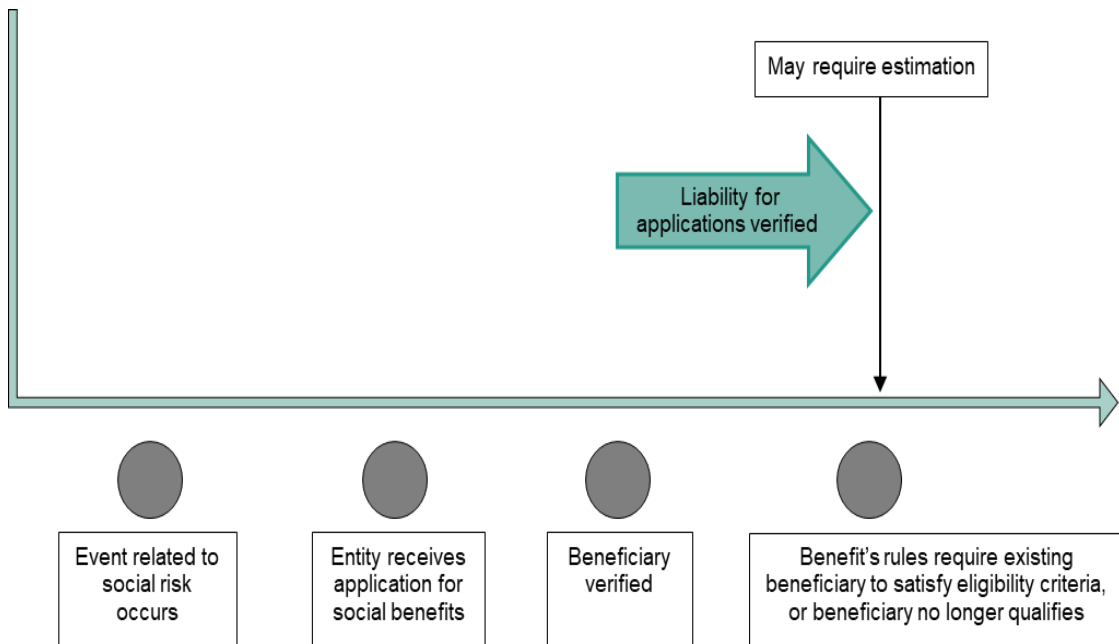 May require estimation
Liability for
applications verified
Event related to
social risk
occurs
Entity receives
application for
social benefits
Beneficiary
verified
Benefit's rules require existing
beneficiary to satisfy eligibility criteria,
or beneficiary no longer qualifies